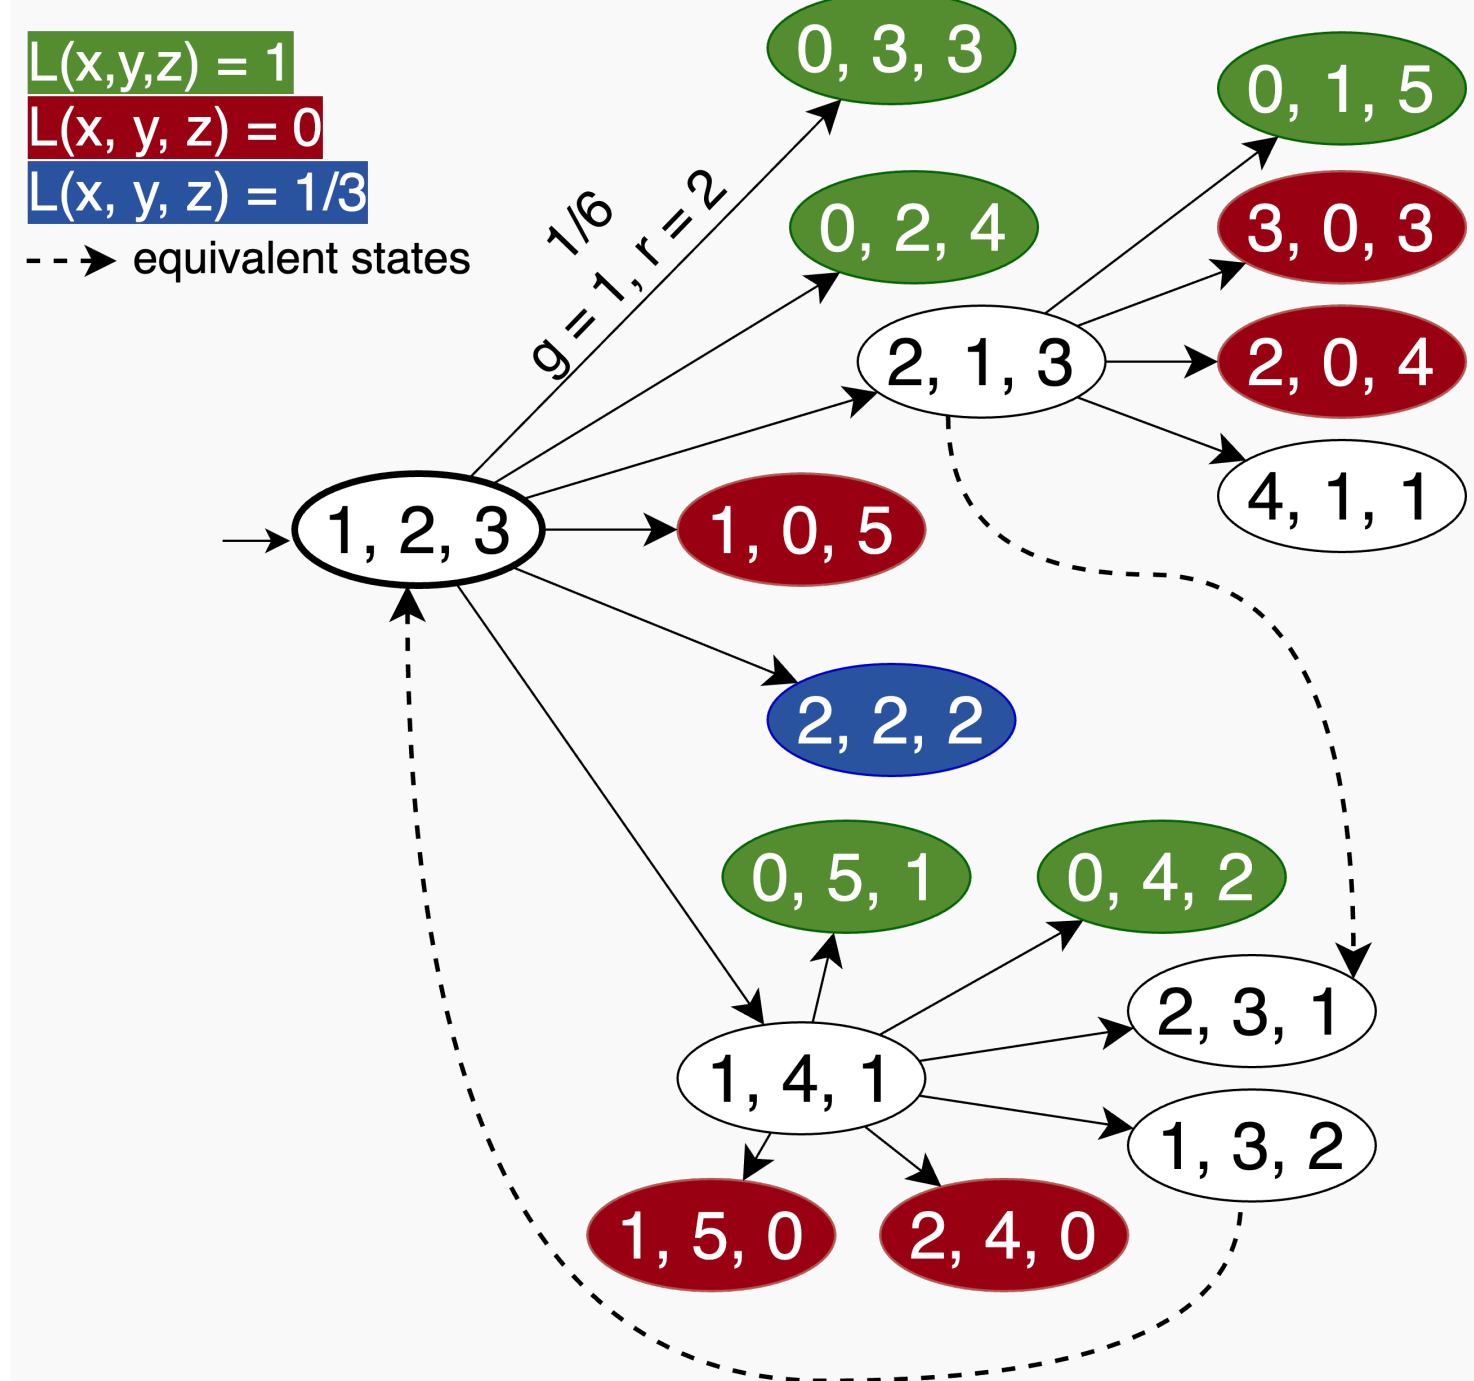 L(x,y,z) = 1
L(x, y, z) = 0
L(x, y, z) = 1/3
equivalent states
0, 3, 3
0, 1, 5
1/6
g = 1, r = 2
0, 2, 4
3, 0, 3
2, 1, 3
2, 0, 4
4, 1, 1
1, 2, 3
1, 0, 5
2, 2, 2
0, 5, 1
0, 4, 2
2, 3, 1
1, 4, 1
1, 3, 2
1, 5, 0
2, 4, 0